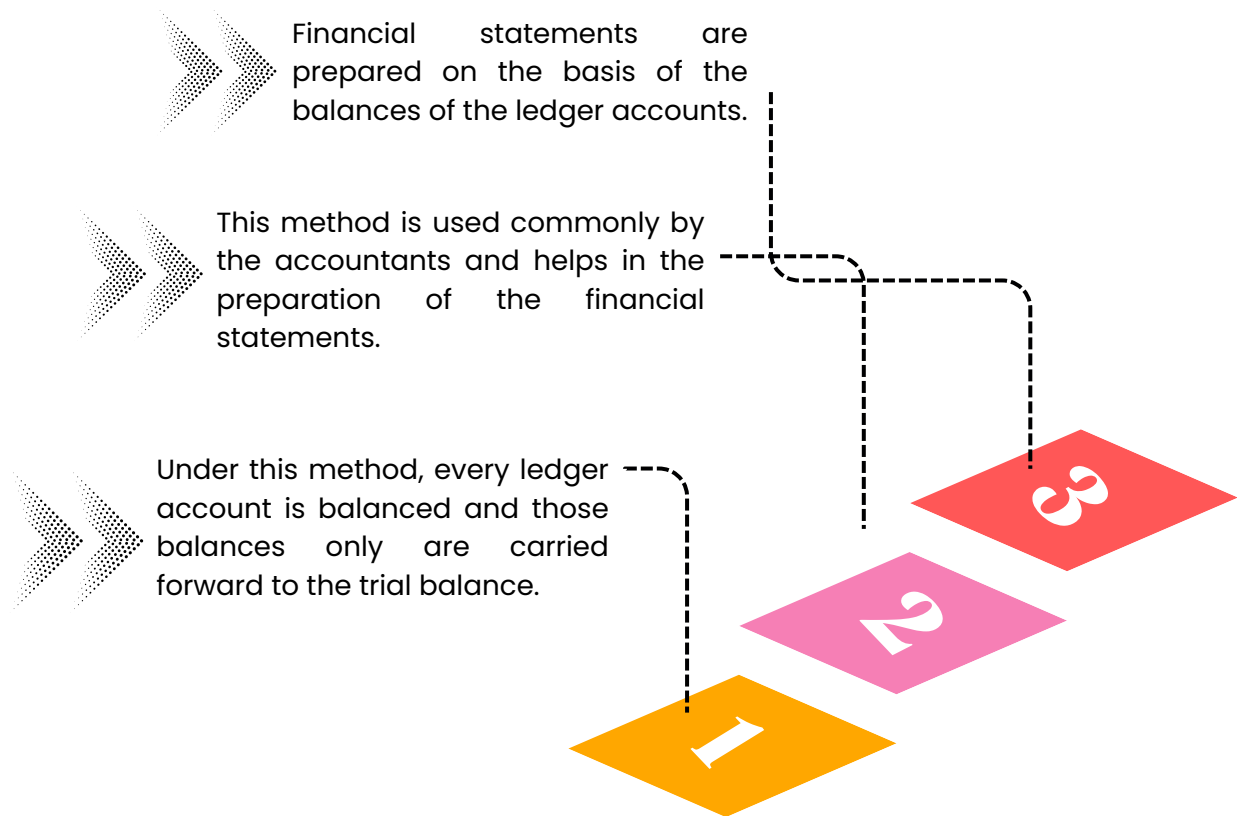 Financial statements are
prepared on the basis of the
balances of the ledger accounts.
This method is used commonly by
the accountants and helps in the
preparation of the financial
statements.
Under this method, every ledger
account is balanced and those
balances only are carried
forward to the trial balance.
3
2
1